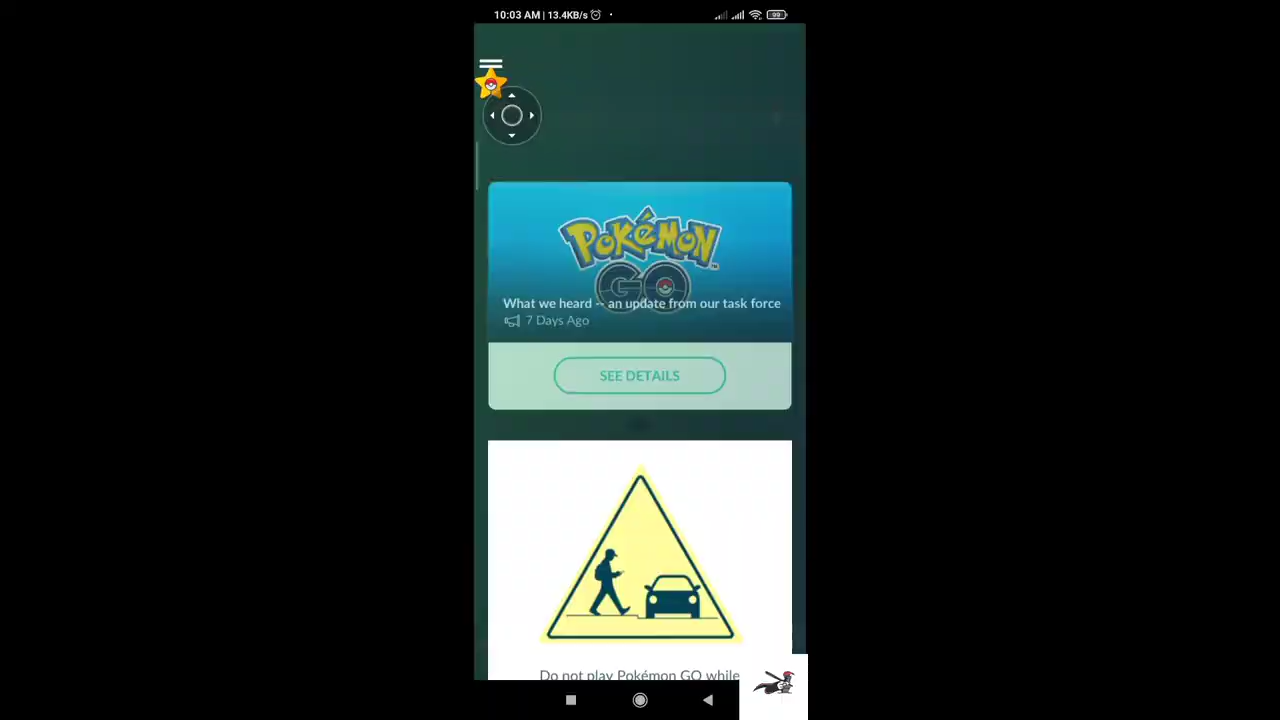 10:03 AM | 13.4KB/s
99
POKéMON
GO
What we heard -- an update from our task force
7 Days Ago
SEE DETAILS
Do not play Pokémon GO while